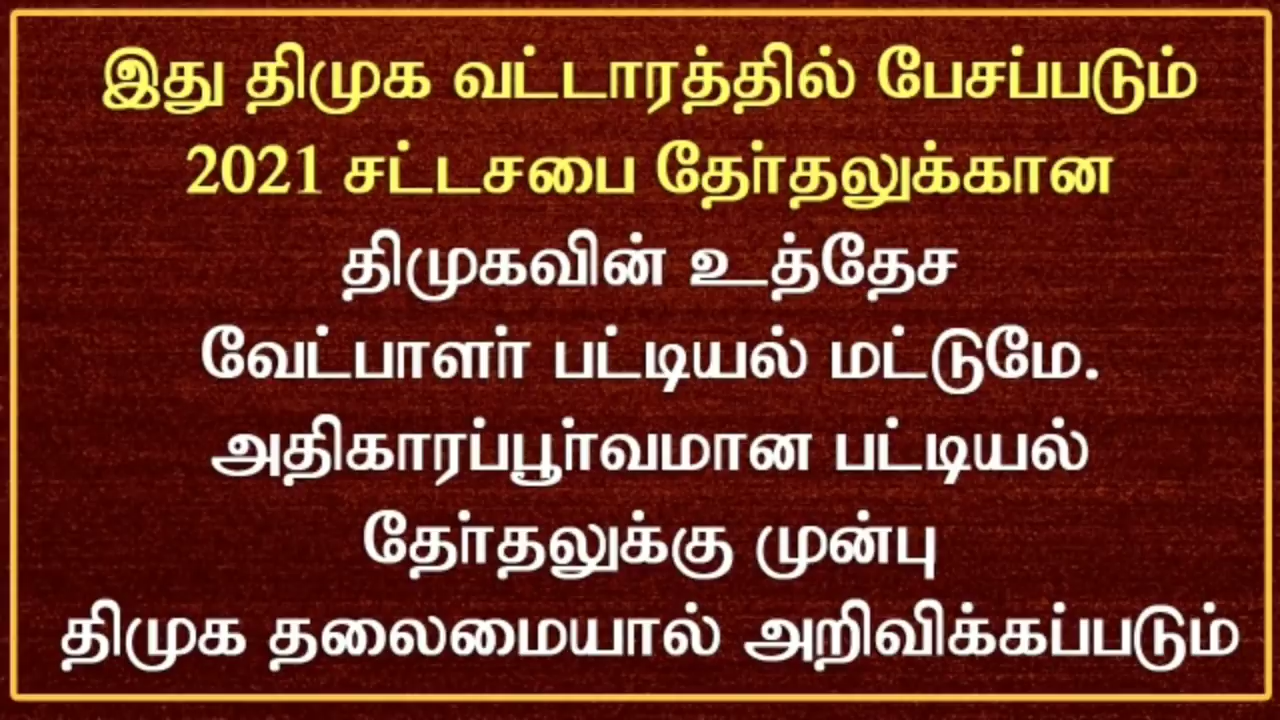 இது திமுக வட்டாரத்தில் பேசப்படும்
2021 சட்டசபை தேர்தலுக்கான
திமுகவின் உத்தேச
வேட்பாளர் பட்டியல் மட்டுமே.
அதிகாரப்பூர்வமான பட்டியல்
தேர்தலுக்கு முன்பு
திமுக தலைமையால் அறிவிக்கப்படும்